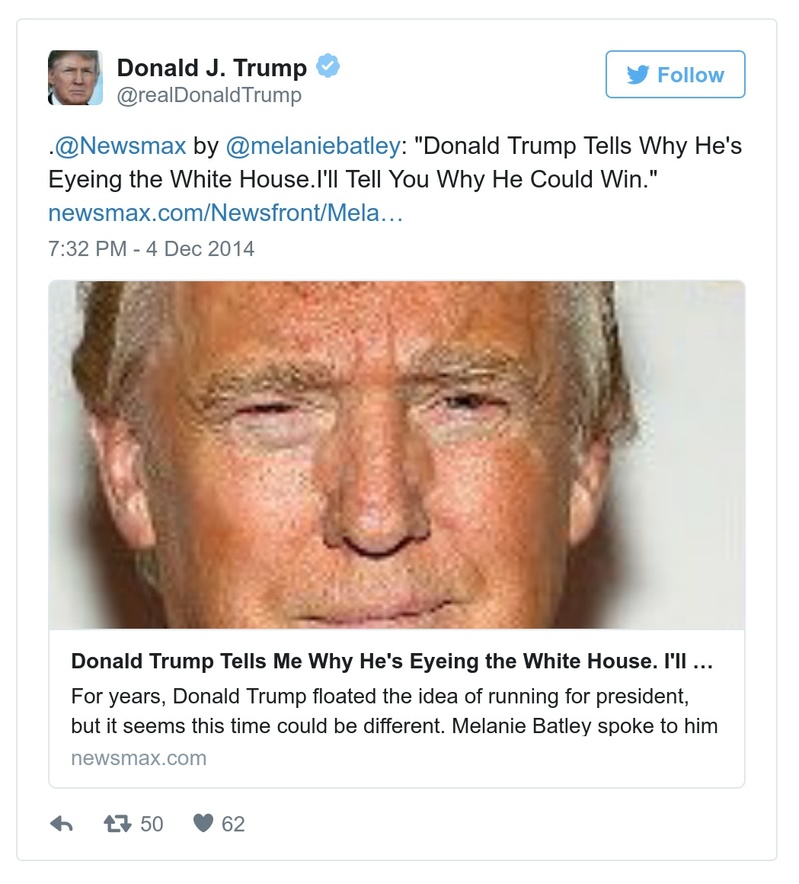 Donald J. Trump
@realDonaldTrump
Follow
.@Newsmax by @melaniebatley: "Donald Trump Tells Why He's
Eyeing the White House.I'll Tell You Why He Could Win."
newsmax.com/Newsfront/Mela…
7:32 PM - 4 Dec 2014
Donald Trump Tells Me Why He's Eyeing the White House. I'll …
For years, Donald Trump floated the idea of running for president,
but it seems this time could be different. Melanie Batley spoke to him
newsmax.com
50 62